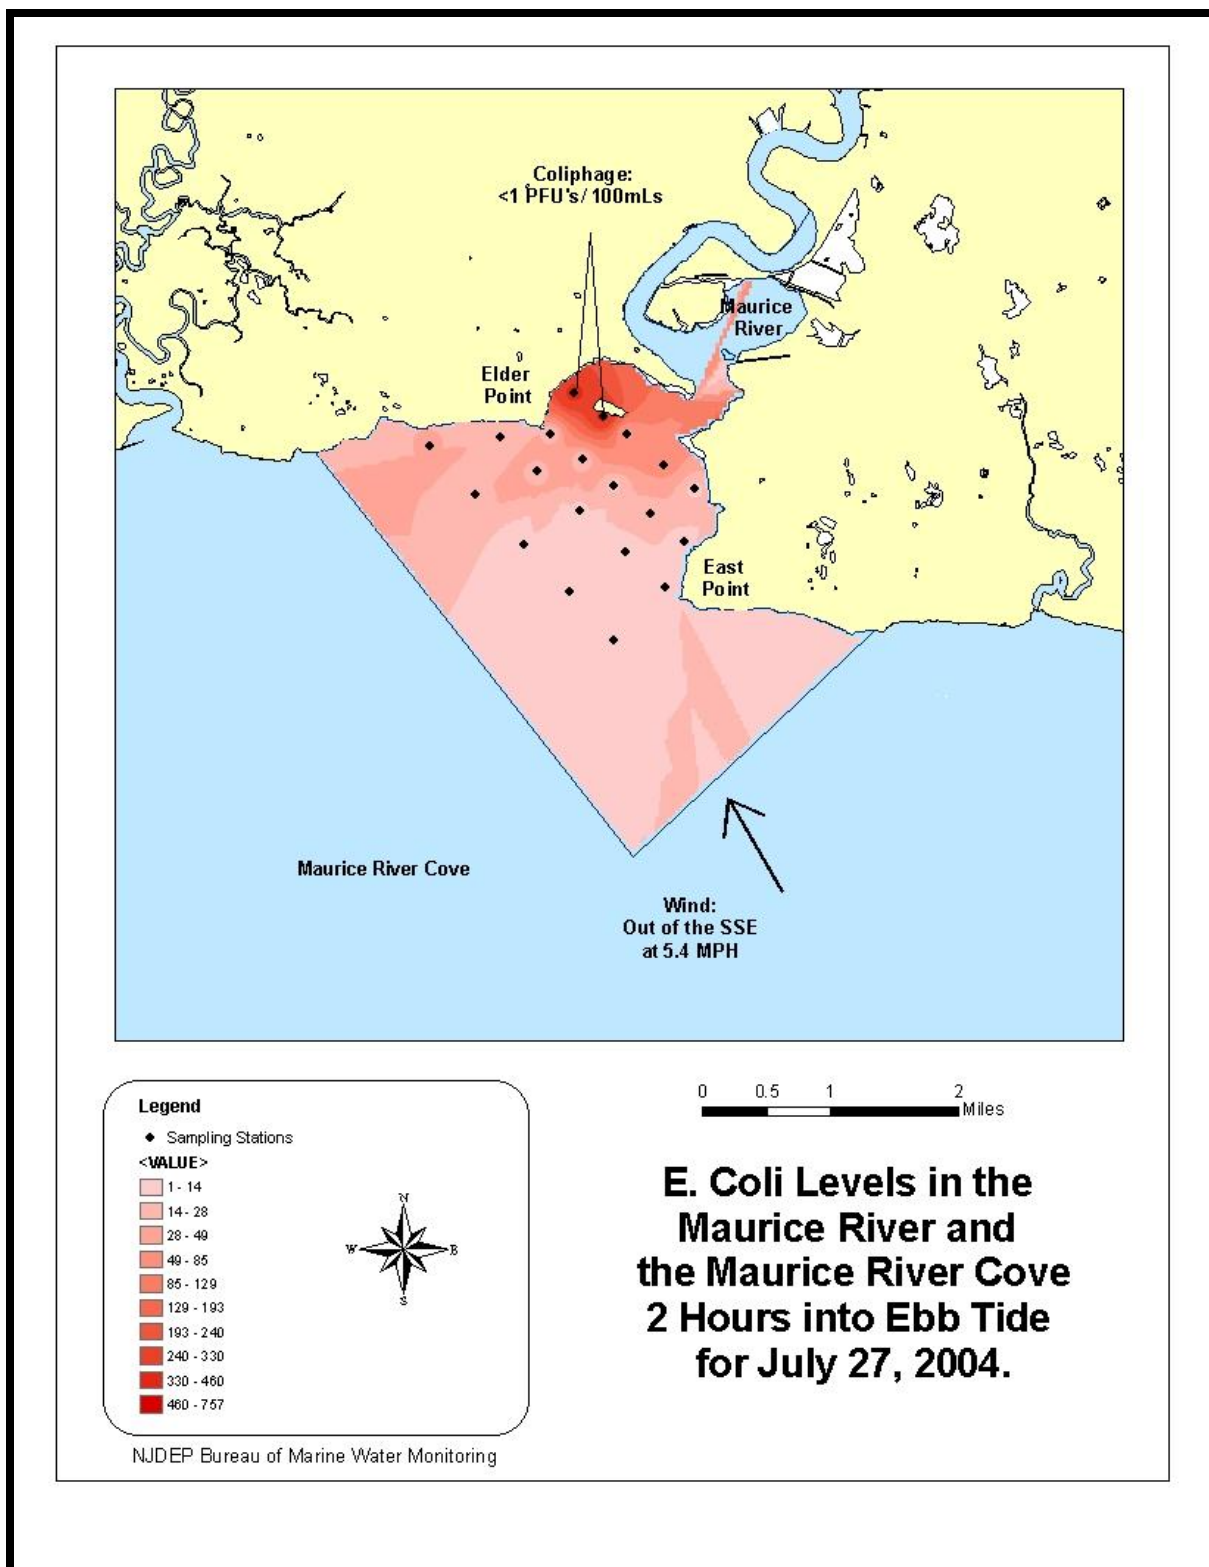 Coliphage:
<1 PFU's/ 100mLs
Maurice
River
Elder
Point
East
Point
Maurice River Cove
Wind:
Out of the SSE
at 5.4 MPH
Legend
Sampling Stations
<VALUE>
1 - 14
14 - 28
28 - 49
49 - 85
85 - 129
129 - 193
193 - 240
240 - 330
330 - 460
460 - 757
N
W E
S
0 0.5 1 2
Miles
E. Coli Levels in the
Maurice River and
the Maurice River Cove
2 Hours into Ebb Tide
for July 27, 2004.
NJDEP Bureau of Marine Water Monitoring